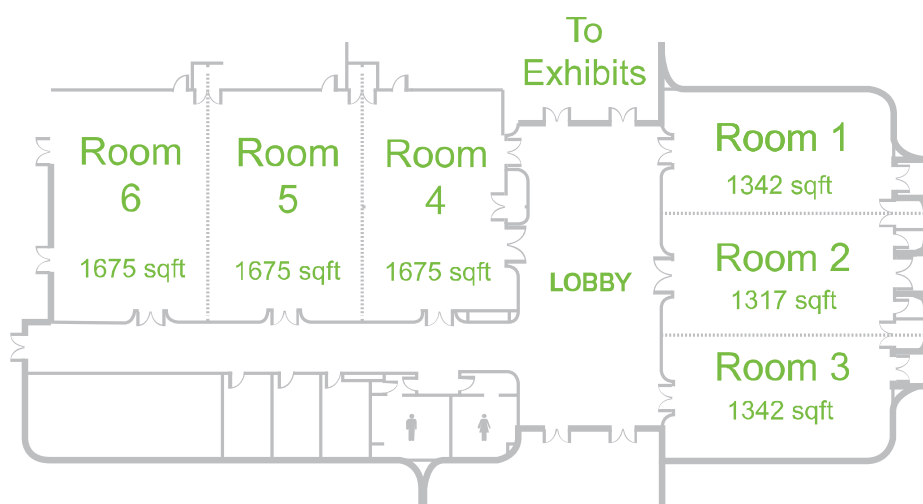 To
Exhibits
Room
6
1675 sqft
Room
5
1675 sqft
Room
4
1675 sqft
LOBBY
Room 1
1342 sqft
Room 2
1317 sqft
Room 3
1342 sqft